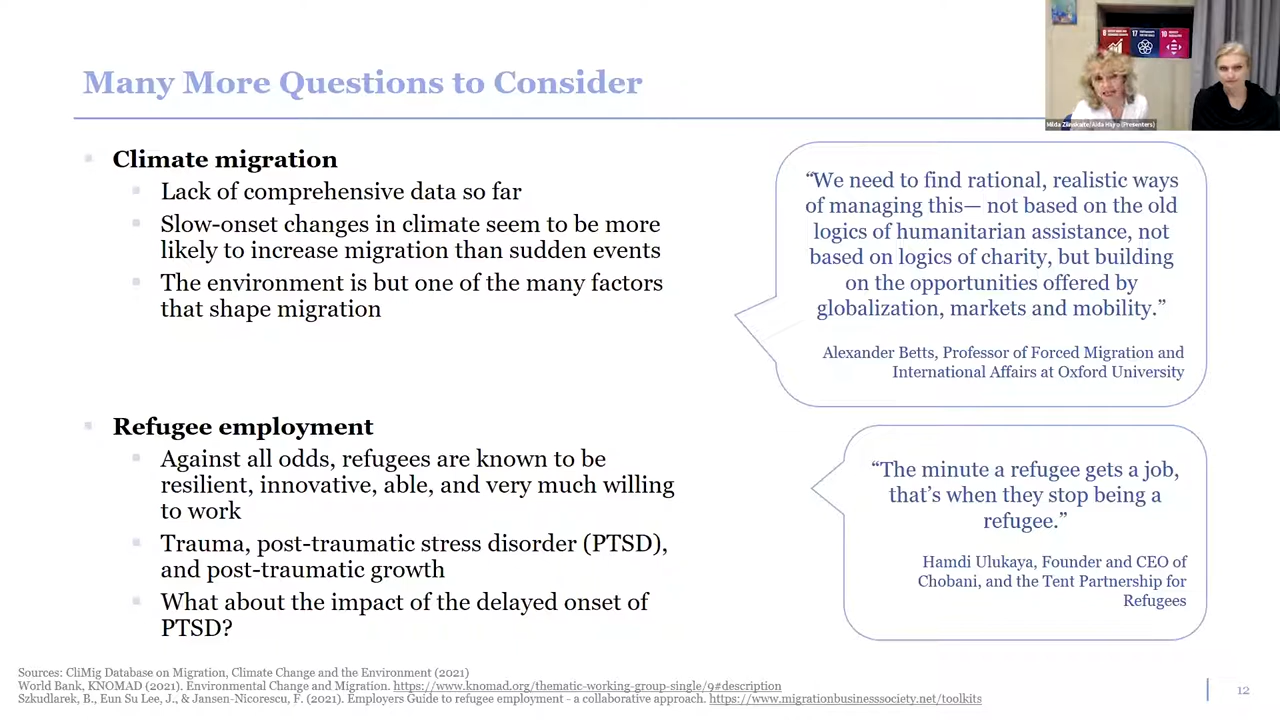 Many More Questions to Consider
Climate migration
Lack of comprehensive data so far
Slow-onset changes in climate seem to be more
likely to increase migration than sudden events
The environment is but one of the many factors
that shape migration
Refugee employment
Against all odds, refugees are known to be
resilient, innovative, able, and very much willing
to work
Trauma, post-traumatic stress disorder (PTSD),
and post-traumatic growth
What about the impact of the delayed onset of
PTSD?
“We need to find rational, realistic ways
of managing this— not based on the old
logics of humanitarian assistance, not
based on logics of charity, but building
on the opportunities offered by
globalization, markets and mobility.”
Alexander Betts, Professor of Forced Migration and
International Affairs at Oxford University
“The minute a refugee gets a job,
that’s when they stop being a
refugee.”
Hamdi Ulukaya, Founder and CEO of
Chobani, and the Tent Partnership for
Refugees
Sources: CliMig Database on Migration, Climate Change and the Environment (2021)
World Bank, KNOMAD (2021). Environmental Change and Migration. https://www.knomad.org/thematic-working-group-single/9#description
Szkudlarek, B., Eun Su Lee, J., & Jansen-Nicorescu, F. (2021). Employers Guide to refugee employment - a collaborative approach. https://www.migrationbusinesssociety.net/toolkits
12
8
17
10